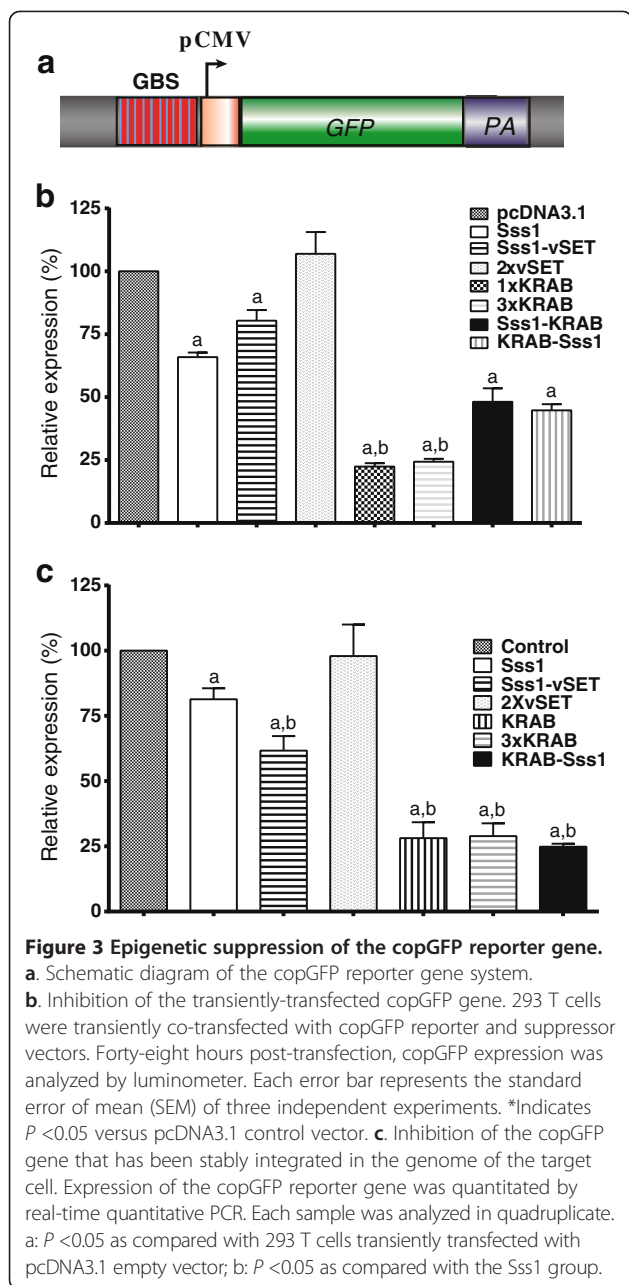 a
pCMV
GBS
GFP
PA
b
Relative expression (%)
125
100
75
50
25
0
a
a
a,b
a,b
a
a
pcDNA3.1
Sss1
Sss1-vSET
2xvSET
1xKRAB
3xKRAB
Sss1-KRAB
KRAB-Sss1
c
Relative expression (%)
125
100
75
50
25
0
a
a,b
a,b
a,b
a,b
Control
Sss1
Sss1-vSET
2XvSET
KRAB
3xKRAB
KRAB-Sss1
Figure 3 Epigenetic suppression of the copGFP reporter gene.
a. Schematic diagram of the copGFP reporter gene system.
b. Inhibition of the transiently-transfected copGFP gene. 293 T cells
were transiently co-transfected with copGFP reporter and suppressor
vectors. Forty-eight hours post-transfection, copGFP expression was
analyzed by luminometer. Each error bar represents the standard
error of mean (SEM) of three independent experiments. *Indicates
P <0.05 versus pcDNA3.1 control vector. c. Inhibition of the copGFP
gene that has been stably integrated in the genome of the target
cell. Expression of the copGFP reporter gene was quantitated by
real-time quantitative PCR. Each sample was analyzed in quadruplicate.
a: P <0.05 as compared with 293 T cells transiently transfected with
pcDNA3.1 empty vector; b: P <0.05 as compared with the Sss1 group.